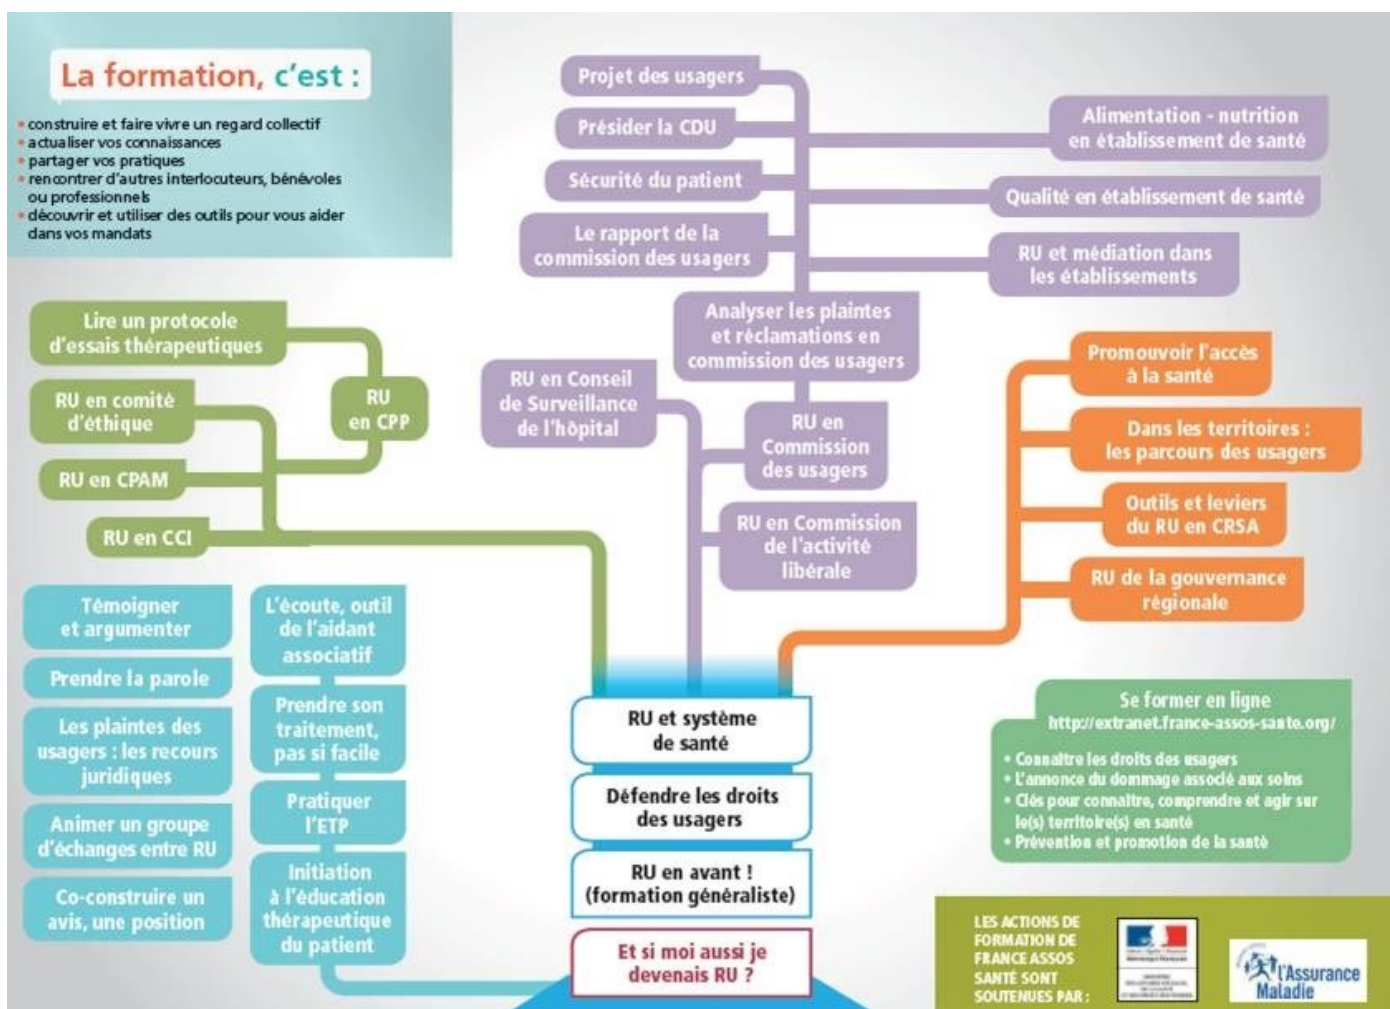 La formation, c'est :
• construire et faire vivre un regard collectif
• actualiser vos connaissances
• partager vos pratiques
• rencontrer d'autres interlocuteurs, bénévoles
ou professionnels
• découvrir et utiliser des outils pour vous aider
dans vos mandats
Projet des usagers
Présider la CDU
Sécurité du patient
Le rapport de la
commission des usagers
Alimentation - nutrition
en établissement de santé
Qualité en établissement de santé
RU et médiation dans
les établissements
Analyser les plaintes
et réclamations en
commission des usagers
RU en Conseil
de Surveillance
de l'hôpital
RU en
Commission
des usagers
RU en Commission
de l'activité
libérale
Lire un protocole
d'essais thérapeutiques
RU
en CPP
RU en comité
d'éthique
RU en CPAM
RU en CCI
Promouvoir l'accès
à la santé
Dans les territoires :
les parcours des usagers
Outils et leviers
du RU en CRSA
RU de la gouvernance
régionale
Témoigner
et argumenter
Prendre la parole
Les plaintes des
usagers : les recours
juridiques
Animer un groupe
d'échanges entre RU
Co-construire un
avis, une position
L'écoute, outil
de l'aidant
associatif
Prendre son
traitement,
pas si facile
Pratiquer
l'ETP
Initiation
à l'éducation
thérapeutique
du patient
RU et système
de santé
Défendre les droits
des usagers
RU en avant !
(formation généraliste)
Et si moi aussi je
devenais RU ?
Se former en ligne
http://extranet.france-assos-sante.org/
• Connaître les droits des usagers
• L'annonce du dommage associé aux soins
• Clés pour connaître, comprendre et agir sur
le(s) territoire(s) en santé
• Prévention et promotion de la santé
LES ACTIONS DE
FORMATION DE
FRANCE ASSOS
SANTÉ SONT
SOUTENUES PAR :
l'Assurance
Maladie